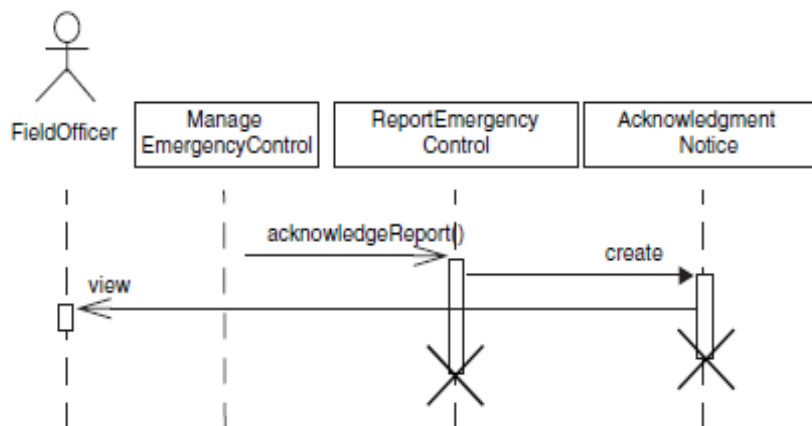 FieldOfficer
Manage
EmergencyControl
ReportEmergency
Control
Acknowledgment
Notice
acknowledgeReport()
create
view